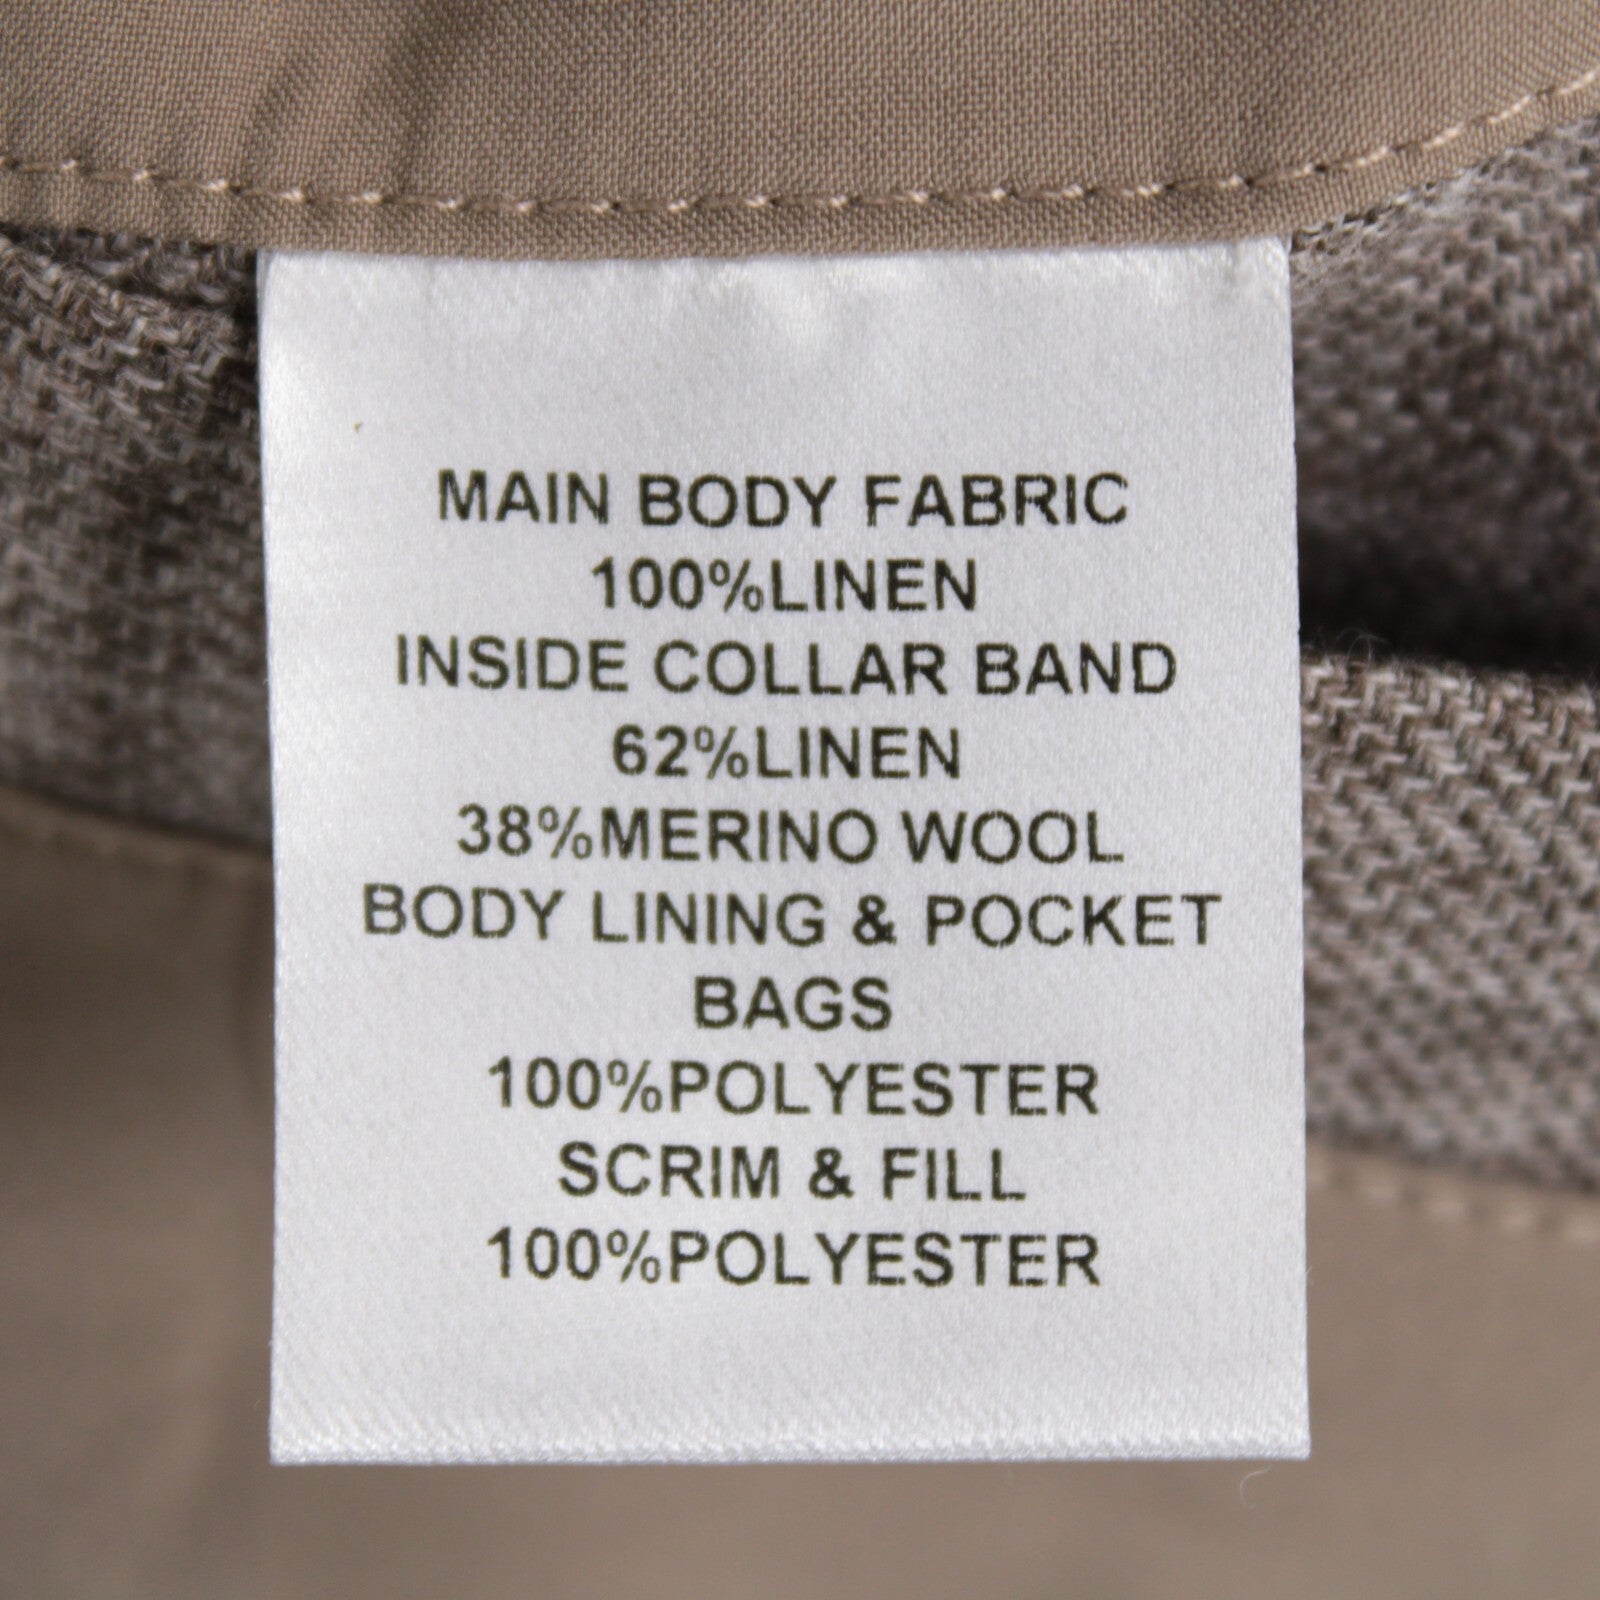 MAIN BODY FABRIC
100%LINEN
INSIDE COLLAR BAND
62%LINEN
38%MERINO WOOL
BODY LINING & POCKET
BAGS
100%POLYESTER
SCRIM & FILL
100%POLYESTER